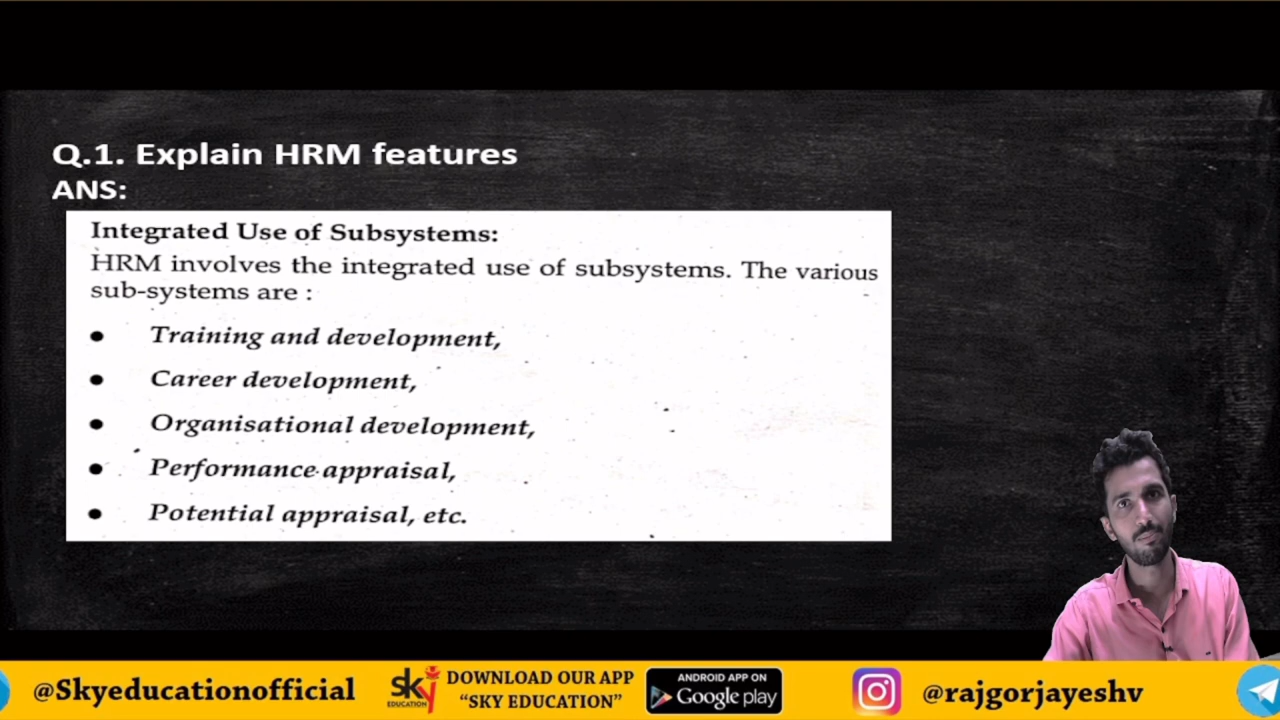 Q.1. Explain HRM features
ANS:
Integrated Use of Subsystems:
HRM involves the integrated use of subsystems. The various
sub-systems are :
• Training and development,
• Career development,
• Organisational development,
• Performance appraisal,
• Potential appraisal, etc.
@Skyeducationofficial
sky
EDUCATION
DOWNLOAD OUR APP
“SKY EDUCATION”
ANDROID APP ON
Google play
@rajgorjayeshv